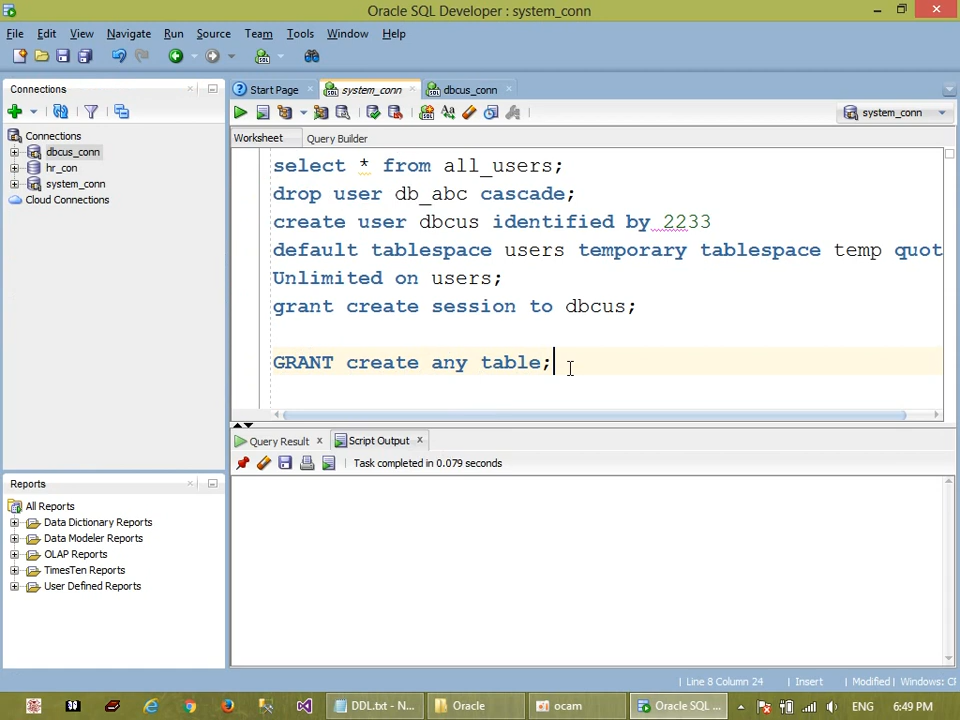 Oracle SQL Developer : system_conn
File Edit View Navigate Run Source Team Tools Window Help
Connections
Start Page system_conn dbcus_conn
system_conn
Connections
dbcus_conn
hr_con
system_conn
Cloud Connections
Worksheet Query Builder
select * from all_users;
drop user db_abc cascade;
create user dbcus identified by 2233
default tablespace users temporary tablespace temp quot
Unlimited on users;
grant create session to dbcus;
GRANT create any table;
Query Result Script Output
Task completed in 0.079 seconds
Reports
All Reports
Data Dictionary Reports
Data Modeler Reports
OLAP Reports
TimesTen Reports
User Defined Reports
Line 8 Column 24 Insert Modified Windows: CF
DDL.txt - N... Oracle ocam Oracle SQL ... ENG 6:49 PM